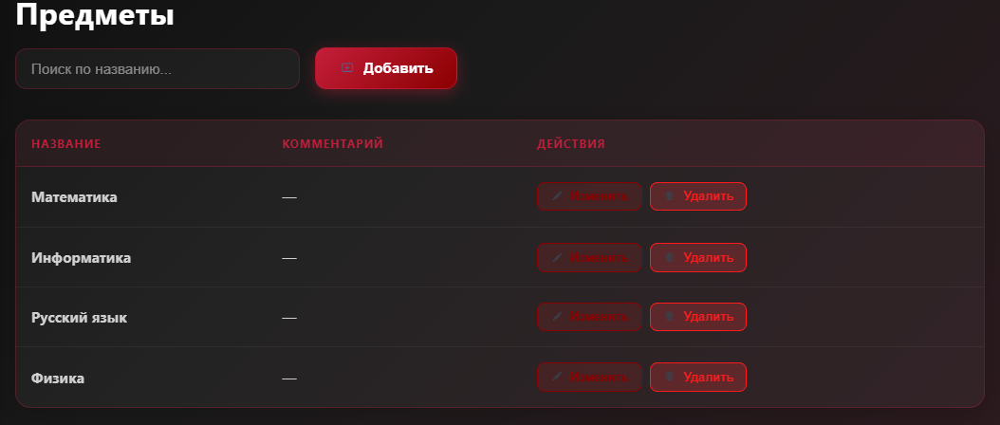 Предметы
Поиск по названию...
Добавить
НАЗВАНИЕ КОММЕНТАРИЙ ДЕЙСТВИЯ
Математика — Изменить Удалить
Информатика — Изменить Удалить
Русский язык — Изменить Удалить
Физика — Изменить Удалить